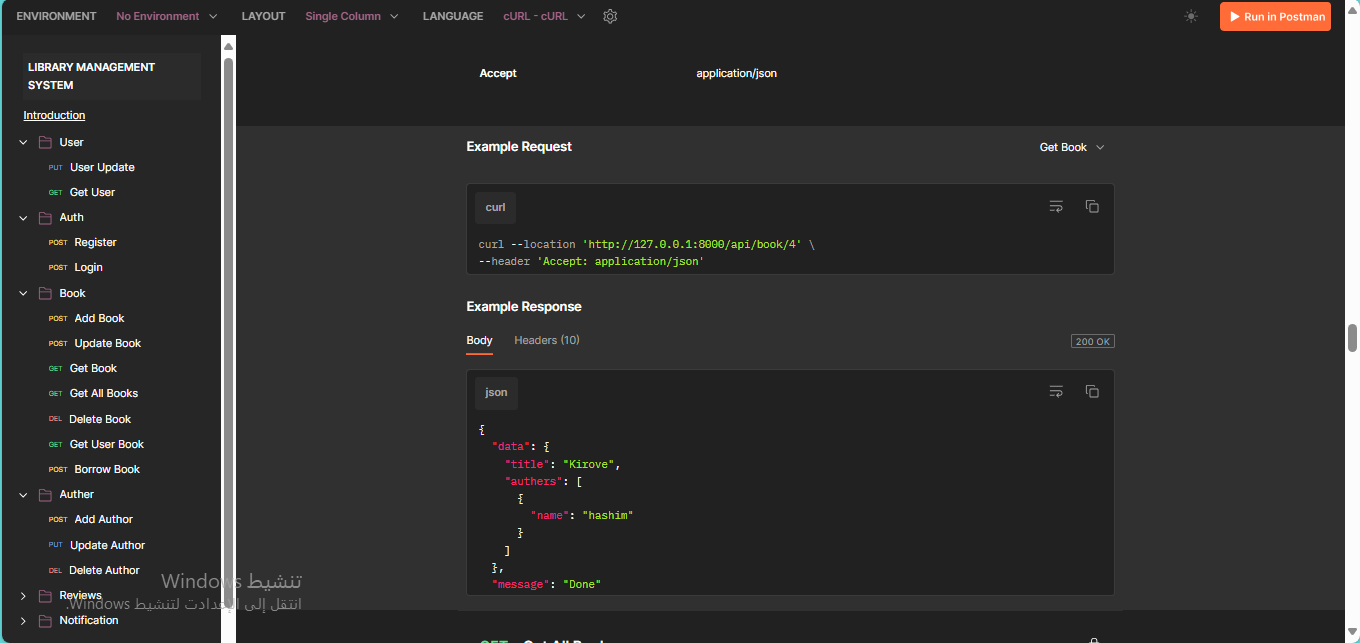 ENVIRONMENT No Environment LAYOUT Single Column LANGUAGE cURL - cURL Run in Postman
LIBRARY MANAGEMENT
SYSTEM
Introduction
User
PUT User Update
GET Get User
Auth
POST Register
POST Login
Book
POST Add Book
POST Update Book
GET Get Book
GET Get All Books
DEL Delete Book
GET Get User Book
POST Borrow Book
Auther
POST Add Author
PUT Update Author
DEL Delete Author
Reviews
Notification
Accept application/json
Example Request Get Book
curl
curl --location 'http://127.0.0.1:8000/api/book/4' \
--header 'Accept: application/json'
Example Response
Body Headers (10) 200 OK
json
{
"data": {
"title": "Kirove",
"authers": [
{
"name": "hashim"
}
]
},
"message": "Done"
تنشيط Windows
انتقل إلى الإعدادت لتنشيط Windows.